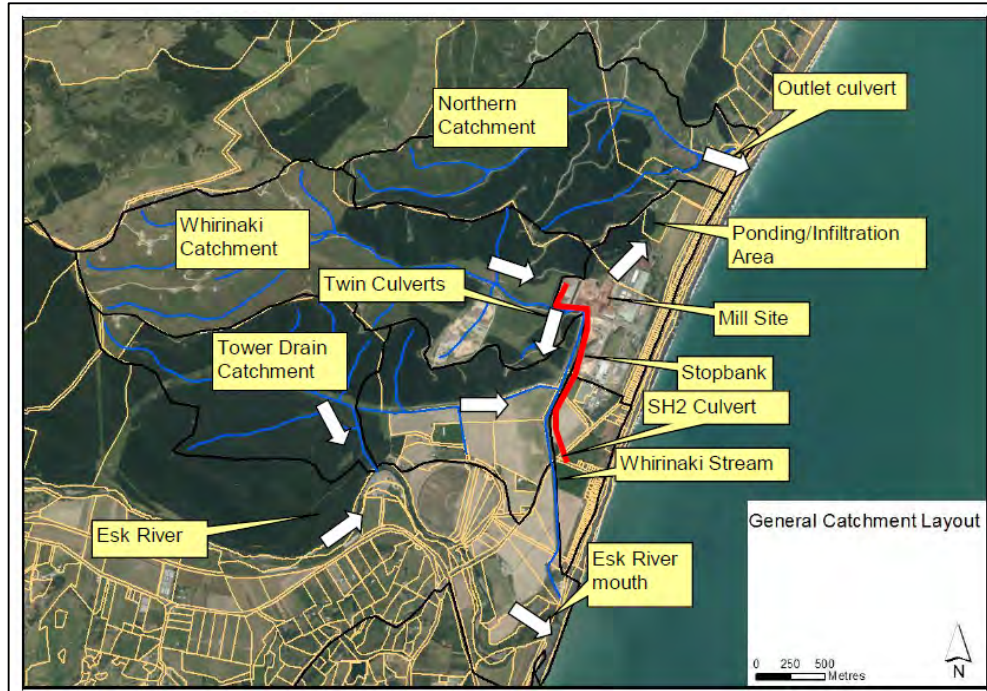 Outlet culvert
Northern
Catchment
Whirinaki
Catchment
Ponding/Infiltration
Area
Twin Culverts
Mill Site
Tower Drain
Catchment
Stopbank
SH2 Culvert
Whirinaki Stream
Esk River
Esk River
mouth
General Catchment Layout
0 250 500
Metres
N